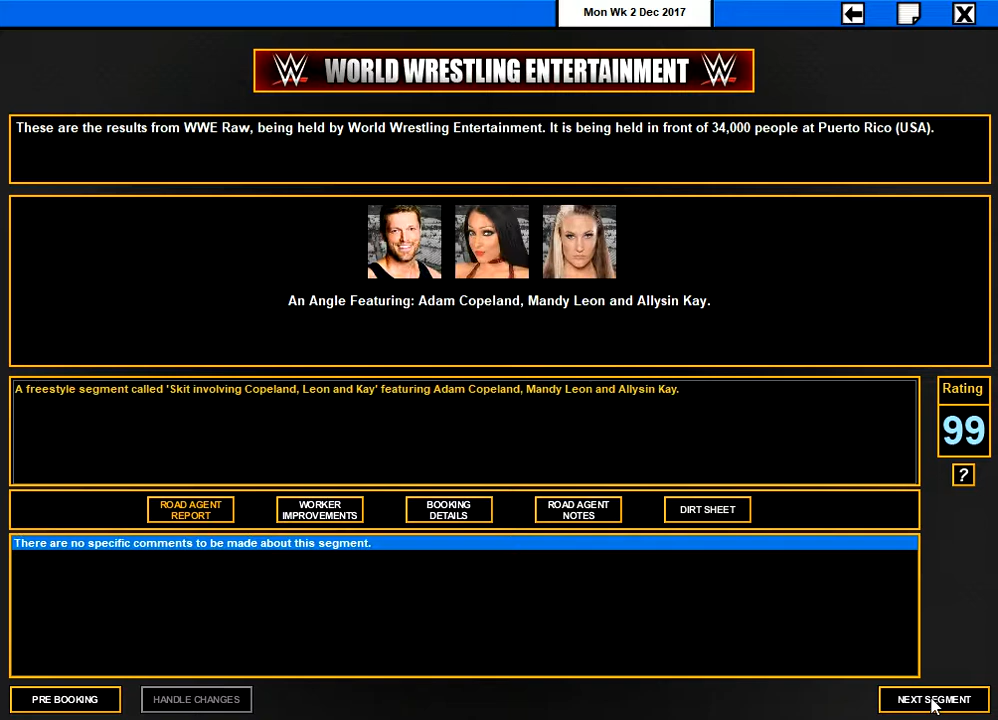 Mon Wk 2 Dec 2017
W WORLD WRESTLING ENTERTAINMENT W
These are the results from WWE Raw, being held by World Wrestling Entertainment. It is being held in front of 34,000 people at Puerto Rico (USA).
An Angle Featuring: Adam Copeland, Mandy Leon and Allysin Kay.
A freestyle segment called 'Skit involving Copeland, Leon and Kay' featuring Adam Copeland, Mandy Leon and Allysin Kay.
Rating
99
?
ROAD AGENT
REPORT
WORKER
IMPROVEMENTS
BOOKING
DETAILS
ROAD AGENT
NOTES
DIRT SHEET
There are no specific comments to be made about this segment.
PRE BOOKING
HANDLE CHANGES
NEXT SEGMENT